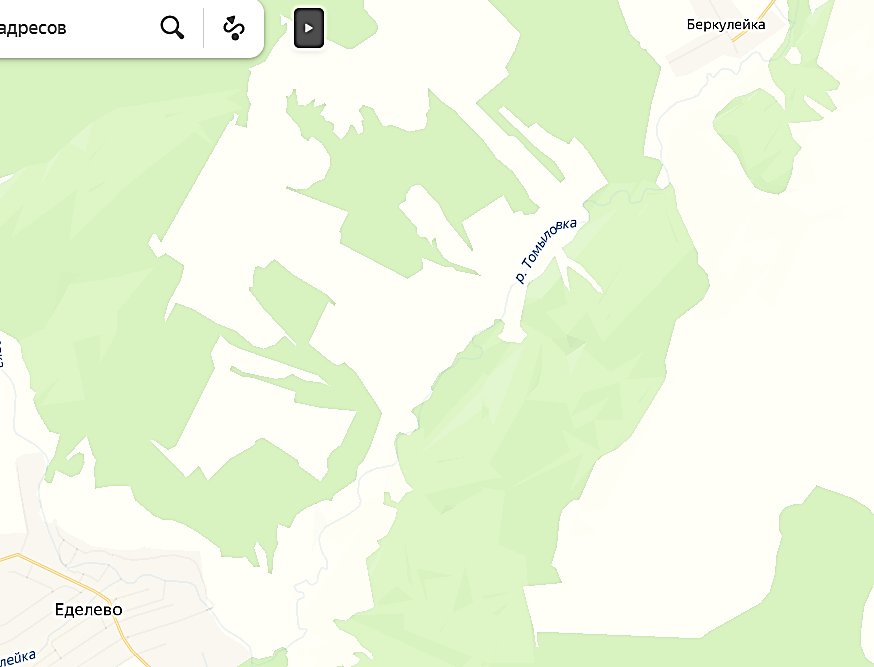 адресов
Беркулейка
р. Томыловка
Еделево
лейка